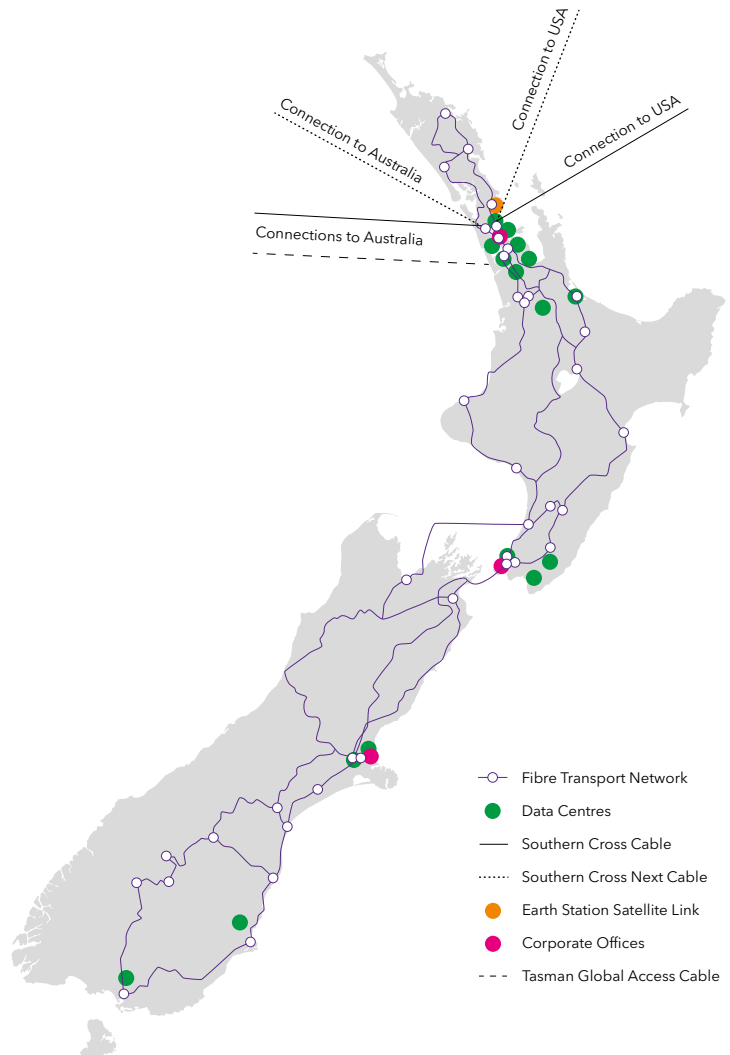 Connection to USA
Connection to USA
Connection to Australia
Connections to Australia
Fibre Transport Network
Data Centres
Southern Cross Cable
Southern Cross Next Cable
Earth Station Satellite Link
Corporate Offices
Tasman Global Access Cable